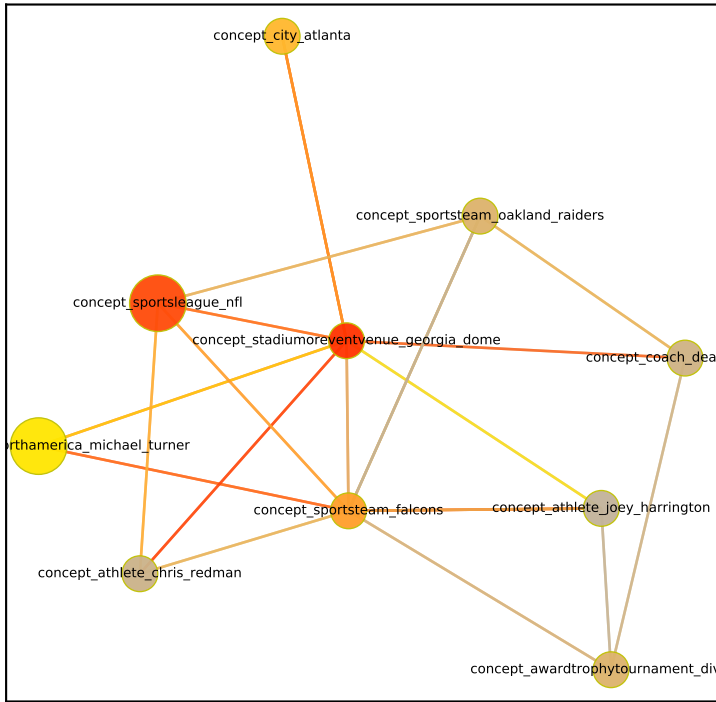 concept_city_atlanta
concept_sportsteam_oakland_raiders
concept_sportsleague_nfl
concept_stadiumoreventvenue_georgia_dome
concept_coach_dea
orthamerica_michael_turner
concept_athlete_joey_harrington
concept_sportsteam_falcons
concept_athlete_chris_redman
concept_awardtrophytournament_div